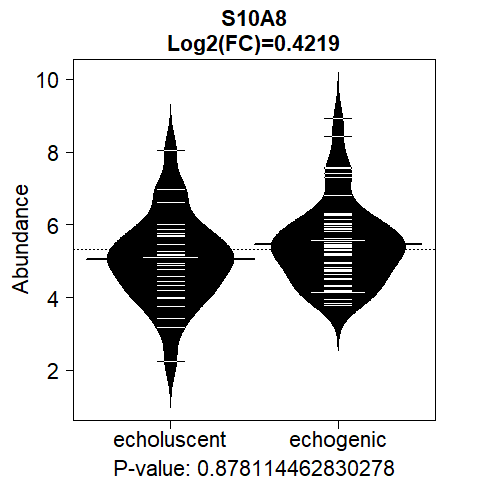 S10A8
Log2(FC)=0.4219
10
8
6
4
2
Abundance
echoluscent echogenic
P-value: 0.878114462830278